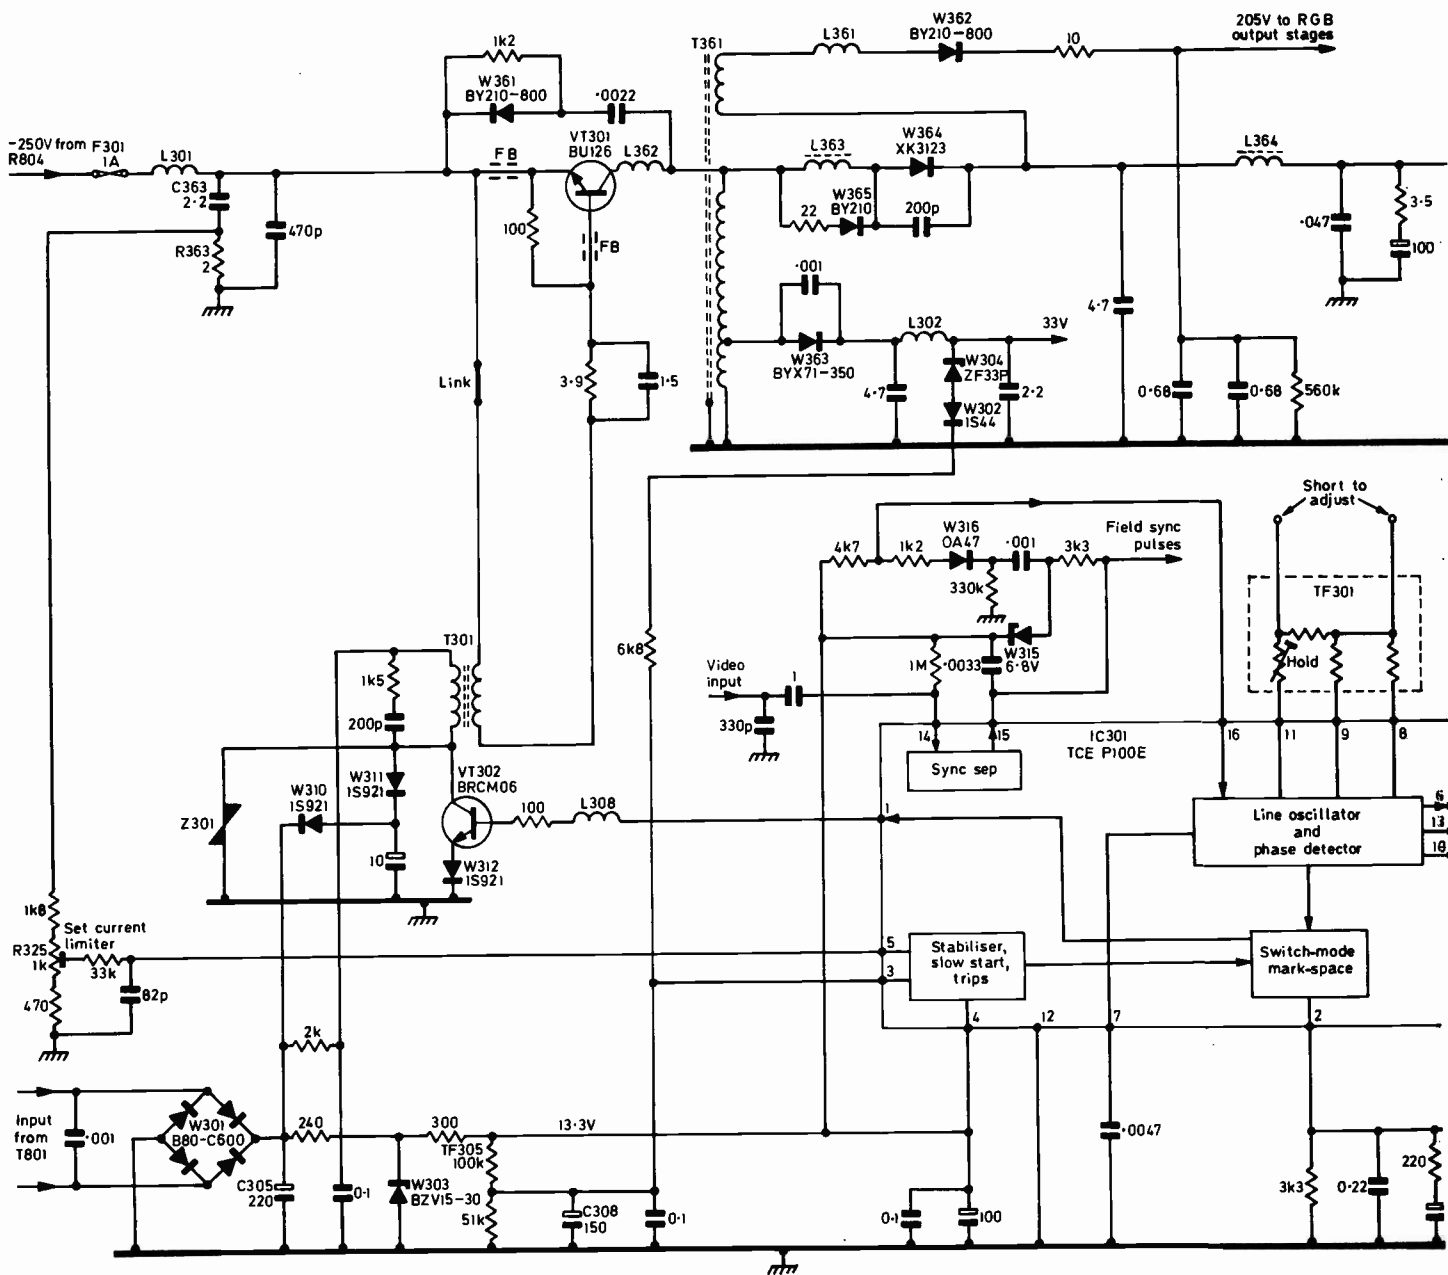 W362
BY210-800
205V to RGB
output stages
T361
L361
10
1k2
W361
BY210-800
·0022
VT301
BU126
L362
-250V from
R804
F301
1A
L301
FB
C363
2·2
470p
R363
2
100
FB
L363
W364
XK3123
22
W365
BY210
200p
L364
·047
3·5
100
·001
W363
BYX71-350
L302
33V
4·7
W304
ZF33P
W302
1S44
2·2
4·7
0·68
0·68
560k
Link
3·9
1·5
Short to
adjust
W316
OA47
4k7
1k2
·001
3k3
Field sync
pulses
330k
TF301
Hold
W315
6·8V
1M
·0033
6k8
Video
input
1
330p
T301
1k5
200p
14
15
IC301
TCE P100E
16
11
9
8
Sync sep
W311
1S921
W310
1S921
VT302
BRCM06
Z301
10
W312
1S921
100
L308
1
Line oscillator
and
phase detector
6
13
10
1k8
Set current
limiter
R325
1k
33k
470
82p
5
3
Stabiliser,
slow start,
trips
Switch-mode
mark-space
4
12
7
2
2k
Input
from
T801
·001
W301
B80-C600
240
300
13·3V
TF305
100k
C305
220
0·1
W303
BZV15-30
51k
C308
150
0·1
0·1
100
·0047
3k3
0·22
220